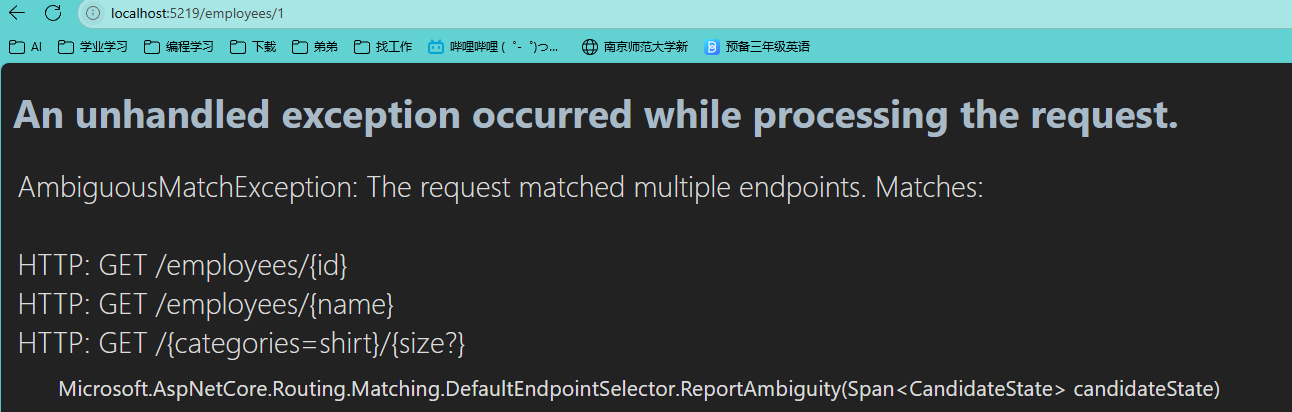 localhost:5219/employees/1
AI 学业学习 编程学习 下载 弟弟 找工作 哔哩哔哩 ( ゜- ゜)つ... 南京师范大学新 预备三年级英语
An unhandled exception occurred while processing the request.
AmbiguousMatchException: The request matched multiple endpoints. Matches:
HTTP: GET /employees/{id}
HTTP: GET /employees/{name}
HTTP: GET /{categories=shirt}/{size?}
Microsoft.AspNetCore.Routing.Matching.DefaultEndpointSelector.ReportAmbiguity(Span<CandidateState> candidateState)